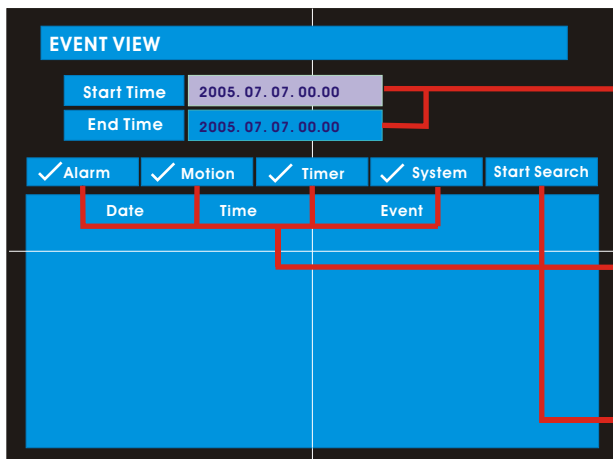 EVENT VIEW
Start Time 2005. 07. 07. 00.00
End Time 2005. 07. 07. 00.00
Alarm Motion Timer System Start Search
Date Time Event